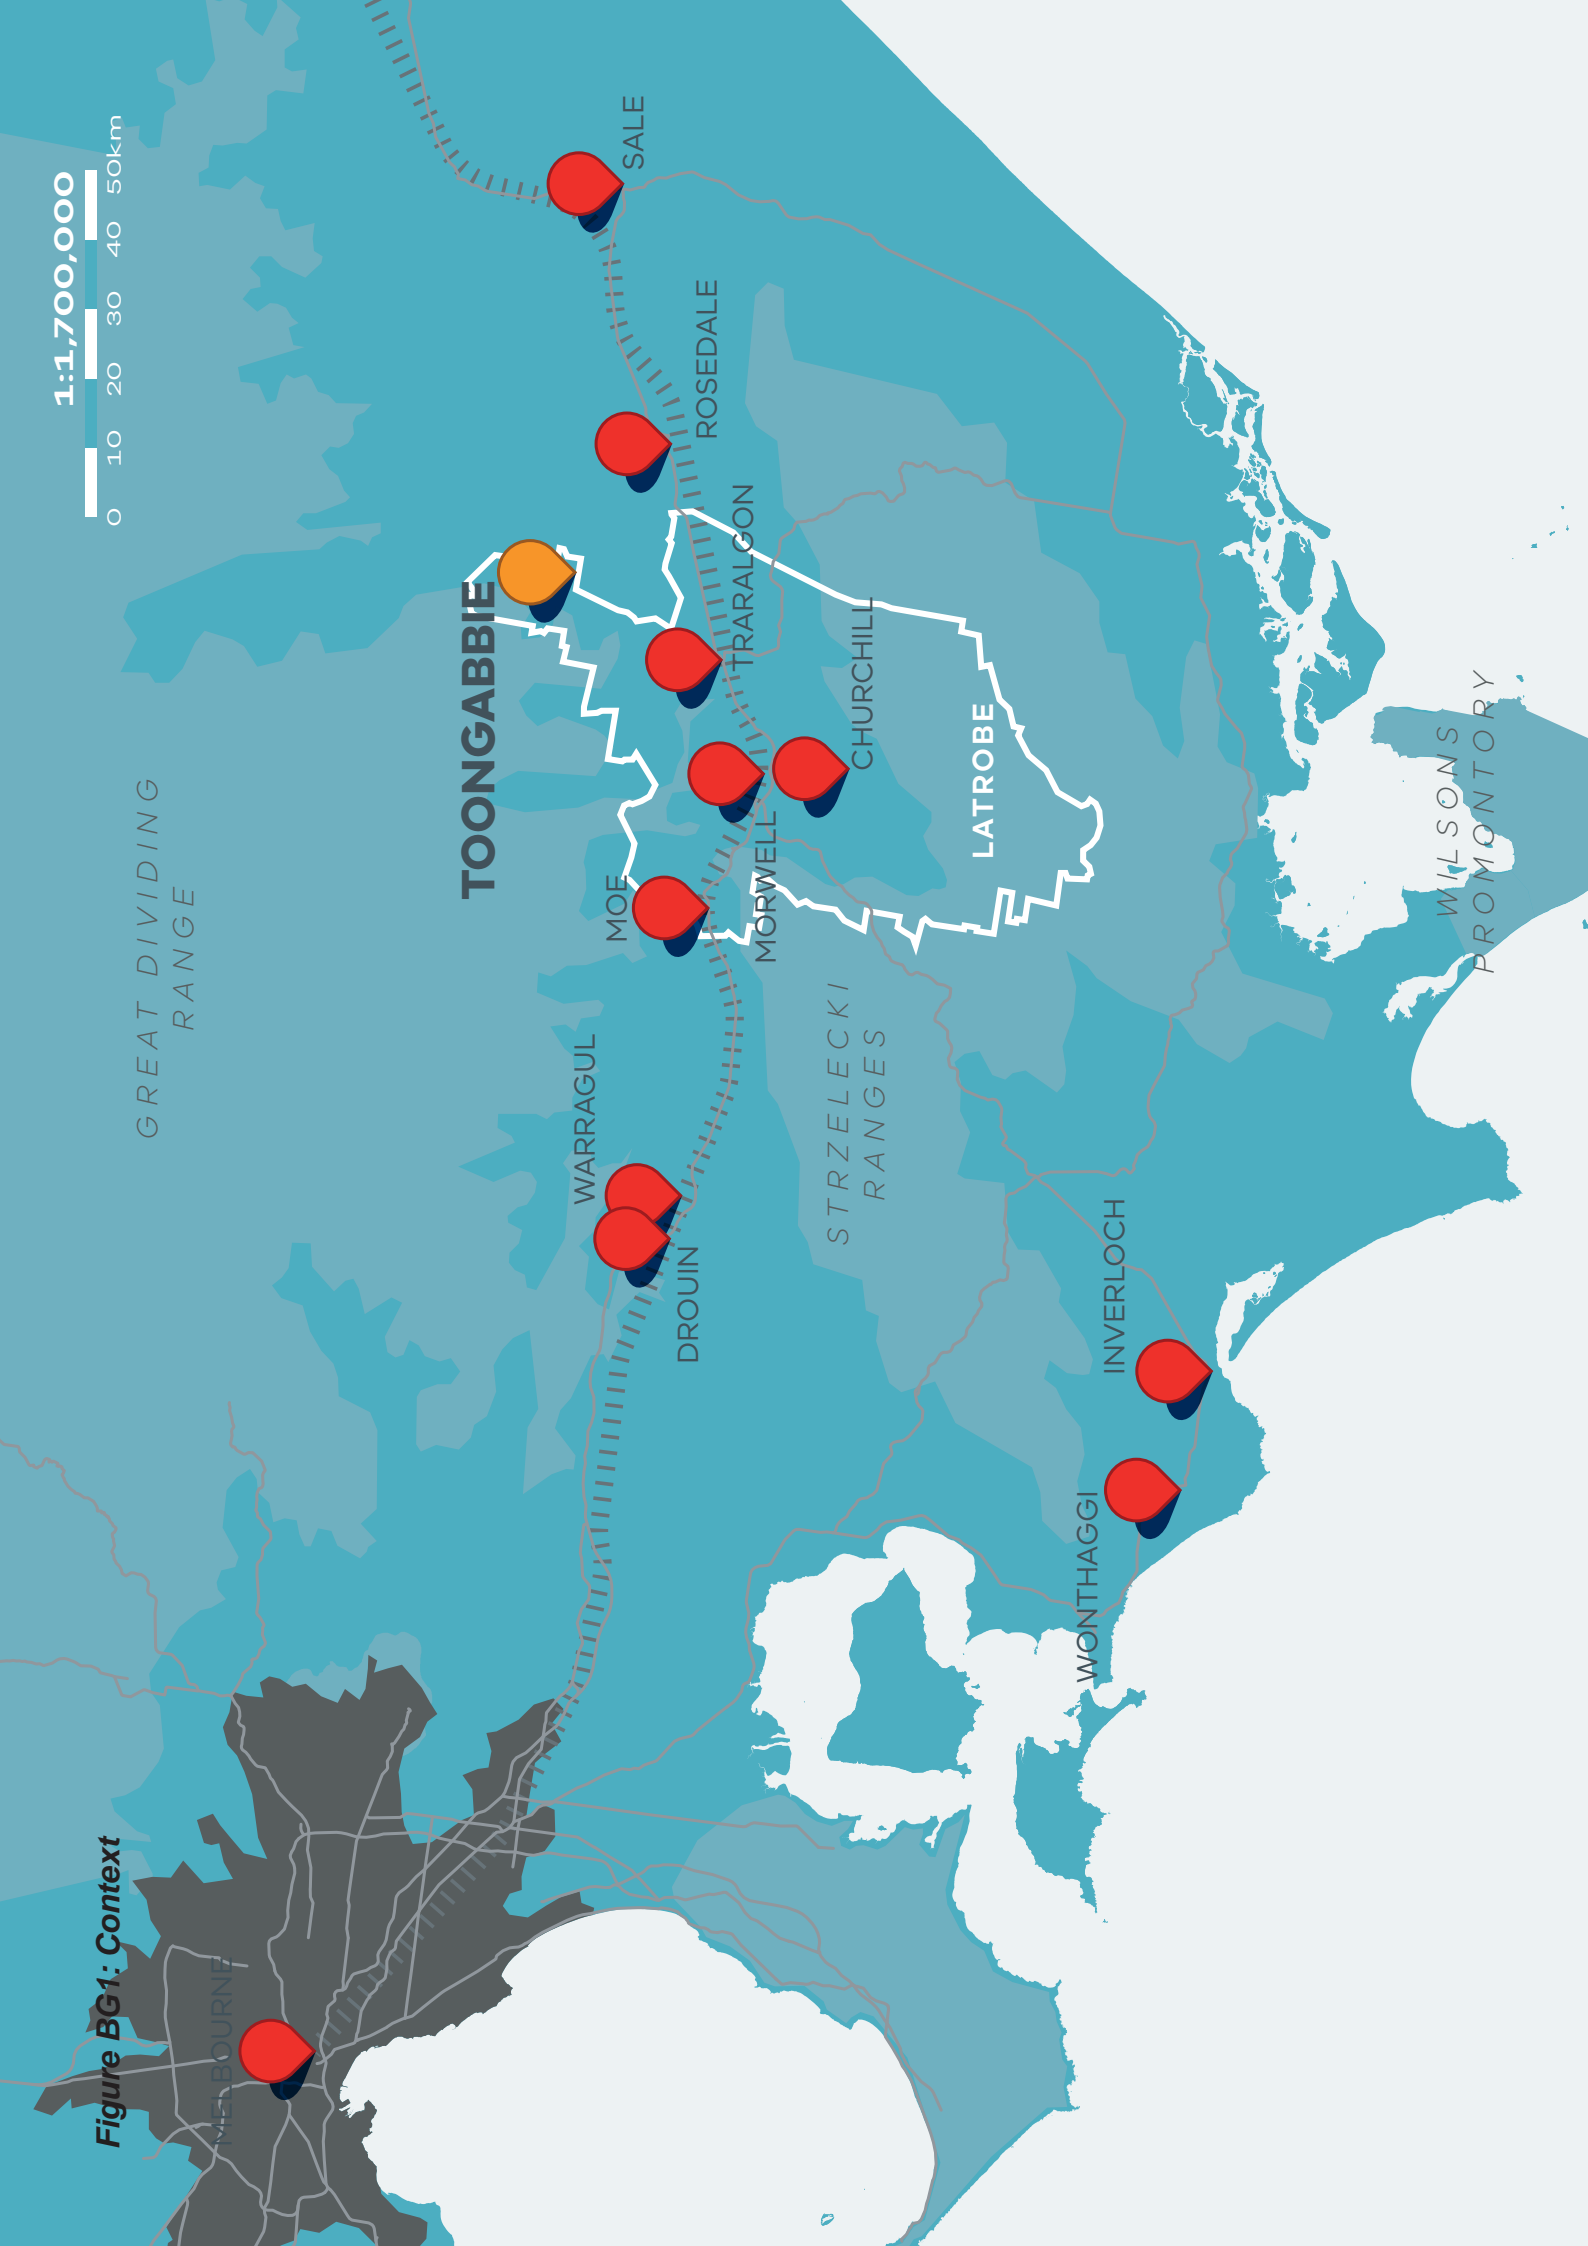 Figure BG1: Context
1:1,700,000
0 10 20 30 40 50km
MELBOURNE
GREAT DIVIDING
RANGE
TOONGABBIE
WARRAGUL
MOE
SALE
DROUIN
ROSEDALE
TRARALGON
MORWELL
CHURCHILL
STRZELECKI
RANGES
LATROBE
WONTHAGGI
INVERLOCH
WILSONS
PROMONTORY